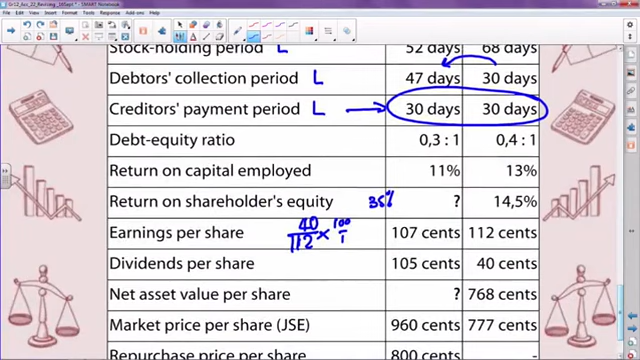 Gr12_Acc_22_Revising_16Sept.* - SMART Notebook
File Edit View Insert Format Tools Add-ons Draw Response Help
Stock-holding period L 52 days 68 days
Debtors' collection period L 47 days 30 days
Creditors' payment period L 30 days 30 days
Debt-equity ratio 0,3 : 1 0,4 : 1
Return on capital employed 11% 13%
Return on shareholder's equity 35% ? 14,5%
Earnings per share 40/112 × 100/1 107 cents 112 cents
Dividends per share 105 cents 40 cents
Net asset value per share ? 768 cents
Market price per share (JSE) 960 cents 777 cents
Repurchase price per share 800 cents -